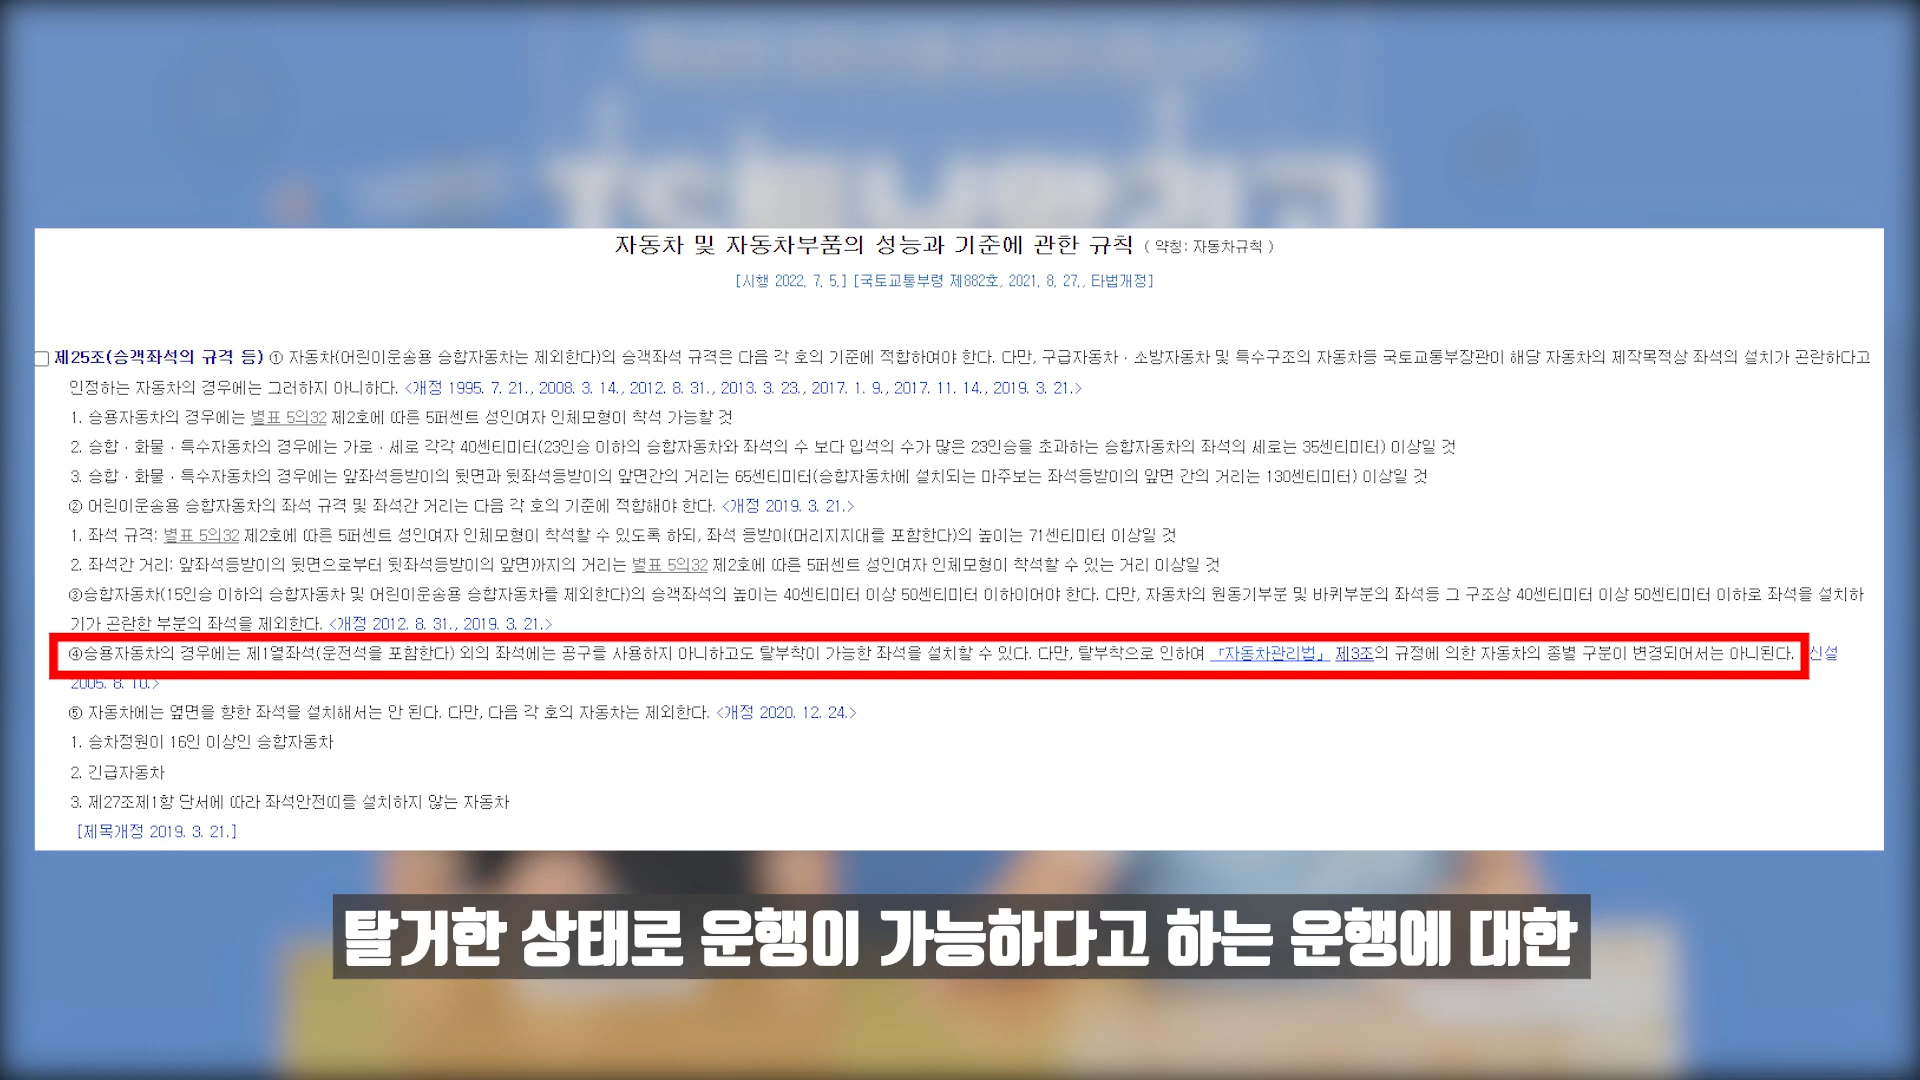 자동차 및 자동차부품의 성능과 기준에 관한 규칙 ( 약칭: 자동차규칙 )
[시행 2022. 7. 5.] [국토교통부령 제882호, 2021. 8. 27., 타법개정]
제25조(승객좌석의 규격 등) ① 자동차(어린이운송용 승합자동차는 제외한다)의 승객좌석 규격은 다음 각 호의 기준에 적합하여야 한다. 다만, 구급자동차ㆍ소방자동차 및 특수구조의 자동차등 국토교통부장관이 해당 자동차의 제작목적상 좌석의 설치가 곤란하다고
인정하는 자동차의 경우에는 그러하지 아니하다. <개정 1995. 7. 21., 2008. 3. 14., 2012. 8. 31., 2013. 3. 23., 2017. 1. 9., 2017. 11. 14., 2019. 3. 21.>
1. 승용자동차의 경우에는 별표 5의32 제2호에 따른 5퍼센트 성인여자 인체모형이 착석 가능할 것
2. 승합ㆍ화물ㆍ특수자동차의 경우에는 가로ㆍ세로 각각 40센티미터(23인승 이하의 승합자동차와 좌석의 수 보다 입석의 수가 많은 23인승을 초과하는 승합자동차의 좌석의 세로는 35센티미터) 이상일 것
3. 승합ㆍ화물ㆍ특수자동차의 경우에는 앞좌석등받이의 뒷면과 뒷좌석등받이의 앞면간의 거리는 65센티미터(승합자동차에 설치되는 마주보는 좌석등받이의 앞면 간의 거리는 130센티미터) 이상일 것
② 어린이운송용 승합자동차의 좌석 규격 및 좌석간 거리는 다음 각 호의 기준에 적합해야 한다. <개정 2019. 3. 21.>
1. 좌석 규격: 별표 5의32 제2호에 따른 5퍼센트 성인여자 인체모형이 착석할 수 있도록 하되, 좌석 등받이(머리지지대를 포함한다)의 높이는 71센티미터 이상일 것
2. 좌석간 거리: 앞좌석등받이의 뒷면으로부터 뒷좌석등받이의 앞면까지의 거리는 별표 5의32 제2호에 따른 5퍼센트 성인여자 인체모형이 착석할 수 있는 거리 이상일 것
③승합자동차(15인승 이하의 승합자동차 및 어린이운송용 승합자동차를 제외한다)의 승객좌석의 높이는 40센티미터 이상 50센티미터 이하이어야 한다. 다만, 자동차의 원동기부분 및 바퀴부분의 좌석등 그 구조상 40센티미터 이상 50센티미터 이하로 좌석을 설치하
기가 곤란한 부분의 좌석을 제외한다. <개정 2012. 8. 31., 2019. 3. 21.>
④승용자동차의 경우에는 제1열좌석(운전석을 포함한다) 외의 좌석에는 공구를 사용하지 아니하고도 탈부착이 가능한 좌석을 설치할 수 있다. 다만, 탈부착으로 인하여 「자동차관리법」 제3조의 규정에 의한 자동차의 종별 구분이 변경되어서는 아니된다. 신설
2005. 8. 10.>
⑤ 자동차에는 옆면을 향한 좌석을 설치해서는 안 된다. 다만, 다음 각 호의 자동차는 제외한다. <개정 2020. 12. 24.>
1. 승차정원이 16인 이상인 승합자동차
2. 긴급자동차
3. 제27조제1항 단서에 따라 좌석안전띠를 설치하지 않는 자동차
[제목개정 2019. 3. 21.]
탈거한 상태로 운행이 가능하다고 하는 운행에 대한